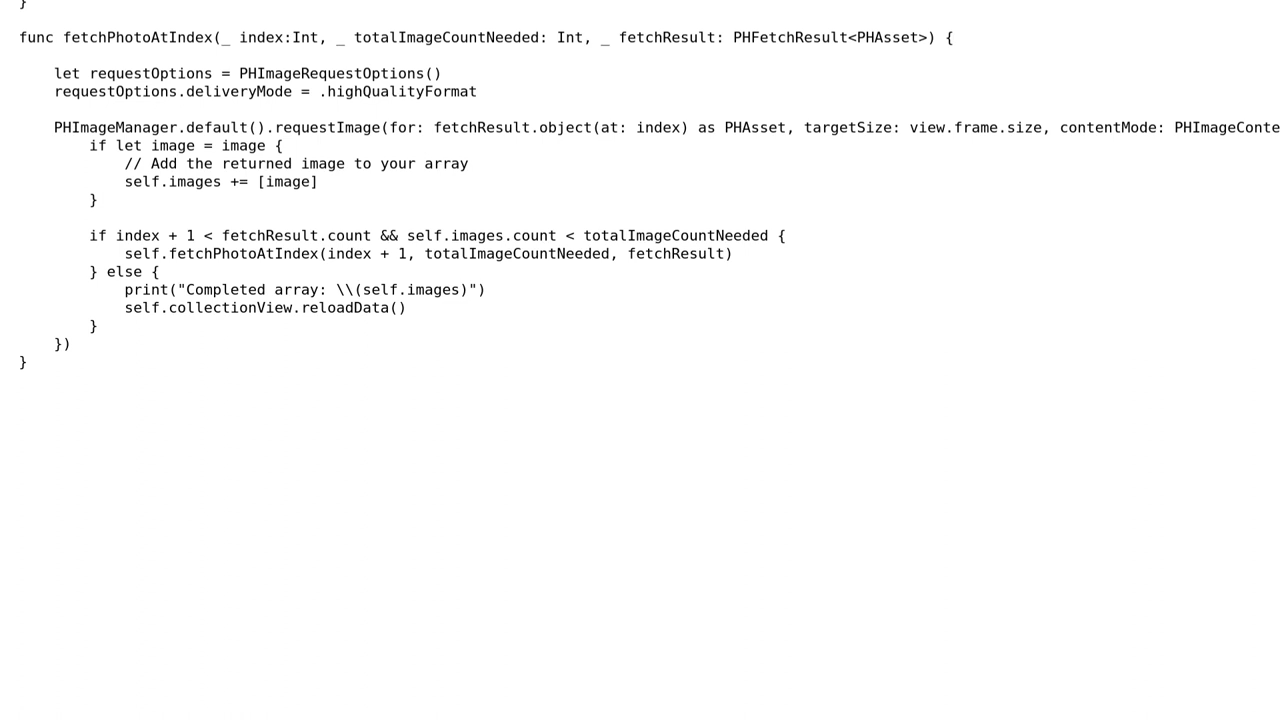 }
func fetchPhotoAtIndex(_ index:Int, _ totalImageCountNeeded: Int, _ fetchResult: PHFetchResult<PHAsset>) {
let requestOptions = PHImageRequestOptions()
requestOptions.deliveryMode = .highQualityFormat
PHImageManager.default().requestImage(for: fetchResult.object(at: index) as PHAsset, targetSize: view.frame.size, contentMode: PHImageConte
if let image = image {
// Add the returned image to your array
self.images += [image]
}
if index + 1 < fetchResult.count && self.images.count < totalImageCountNeeded {
self.fetchPhotoAtIndex(index + 1, totalImageCountNeeded, fetchResult)
} else {
print("Completed array: \\(self.images)")
self.collectionView.reloadData()
}
})
}